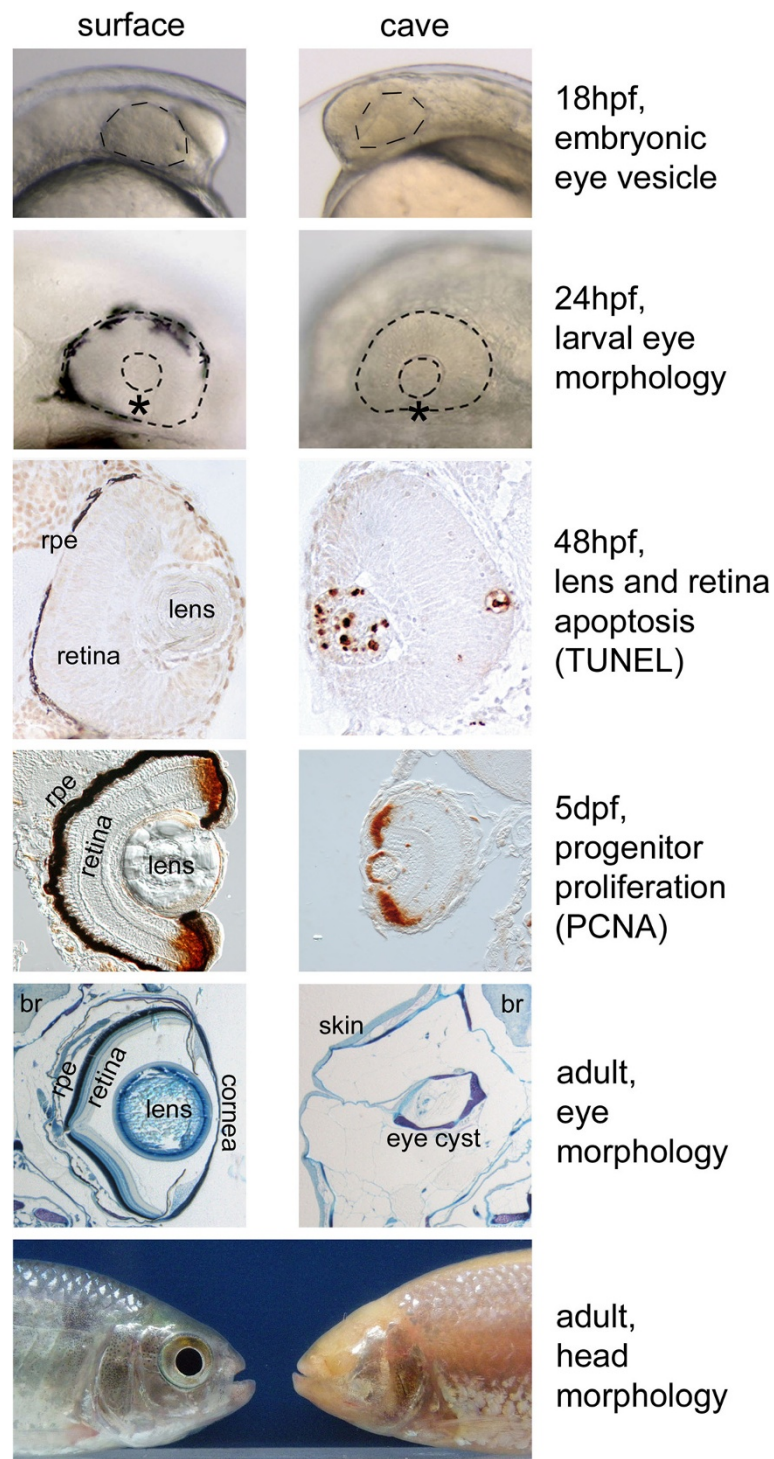 surface
cave
18hpf,
embryonic
eye vesicle
*
*
24hpf,
larval eye
morphology
rpe
lens
retina
48hpf,
lens and retina
apoptosis
(TUNEL)
rpe
retina
lens
5dpf,
progenitor
proliferation
(PCNA)
br
rpe
retina
lens
cornea
skin
br
eye cyst
adult,
eye
morphology
adult,
head
morphology